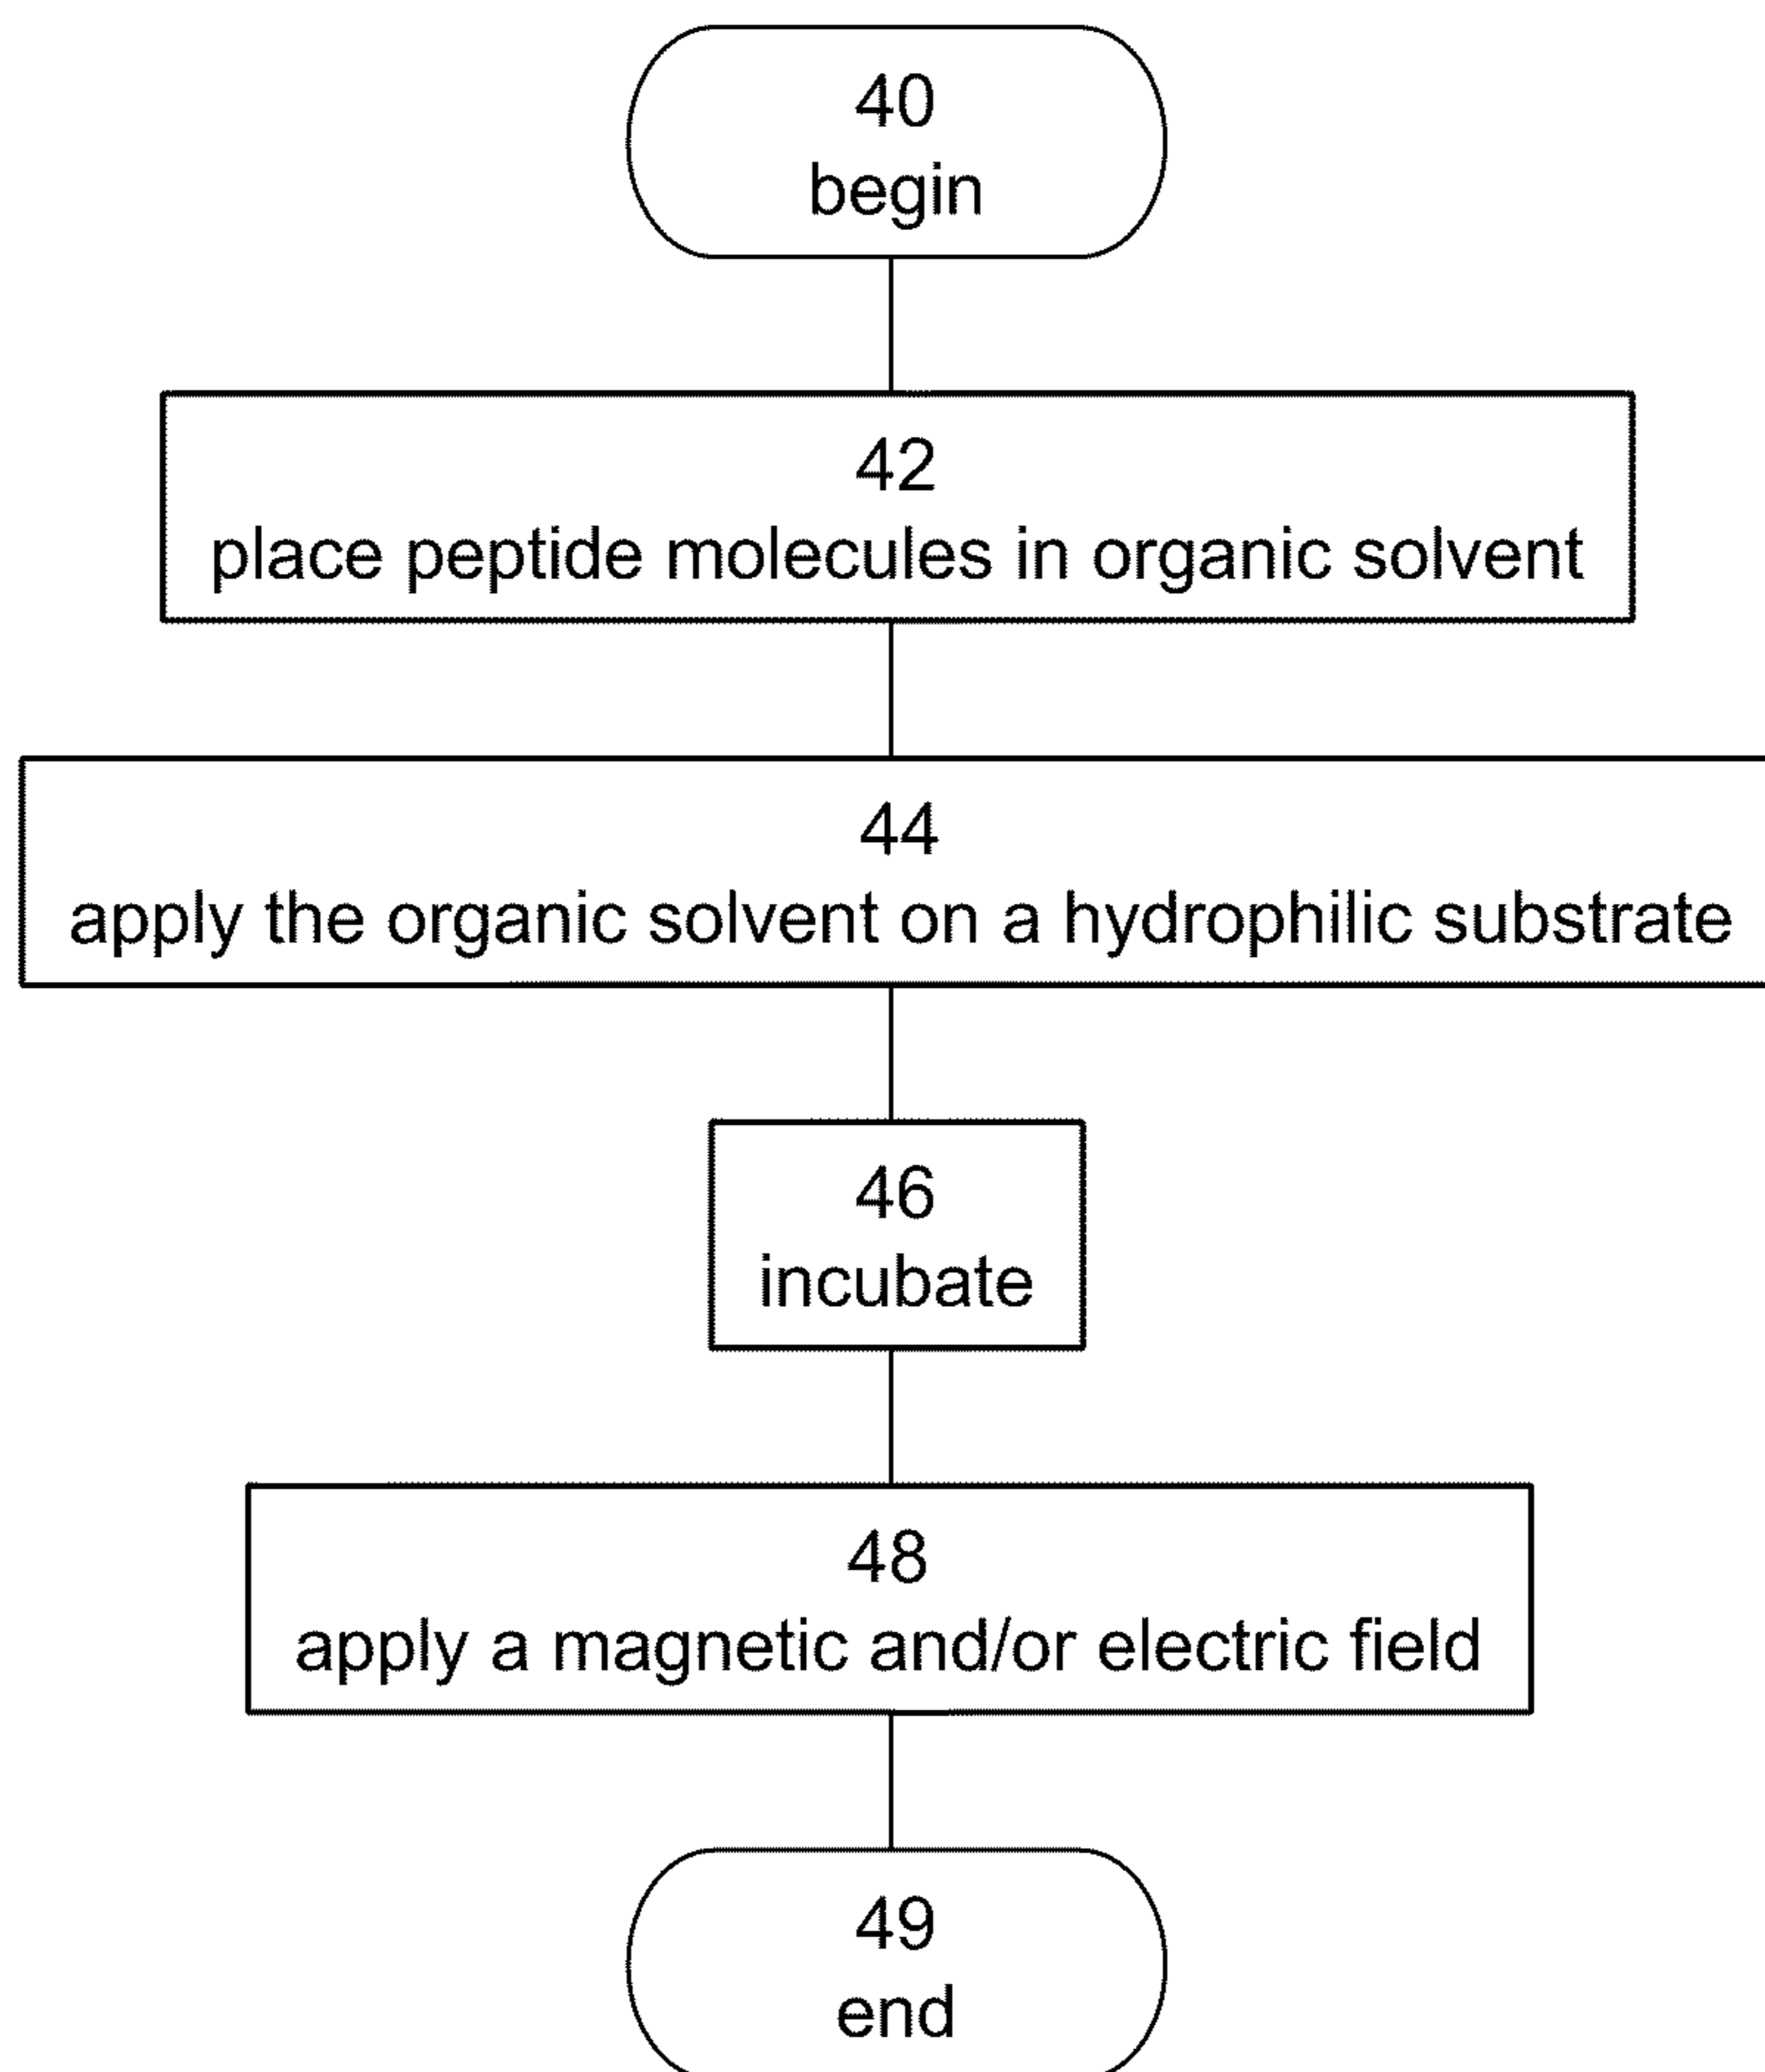 40
begin
42
place peptide molecules in organic solvent
44
apply the organic solvent on a hydrophilic substrate
46
incubate
48
apply a magnetic and/or electric field
49
end